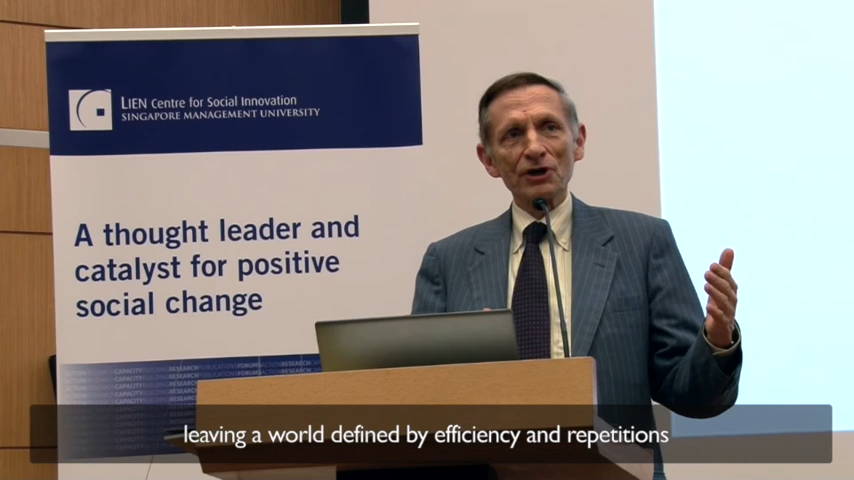 LIEN Centre for Social Innovation
SINGAPORE MANAGEMENT UNIVERSITY
A thought leader and
catalyst for positive
social change
leaving a world defined by efficiency and repetitions